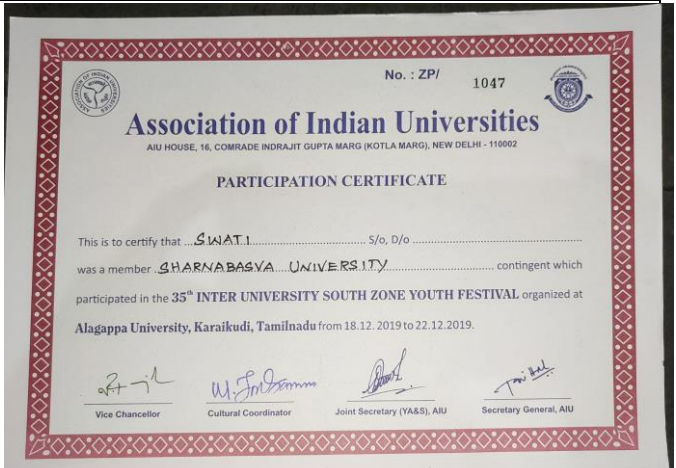 No. : ZP/ 1047
Association of Indian Universities
AIU HOUSE, 16, COMRADE INDRAJIT GUPTA MARG (KOTLA MARG), NEW DELHI - 110002
PARTICIPATION CERTIFICATE
This is to certify that ...SWATI................................ S/o, D/o ................................................
was a member .SHARNABASVA UNIVERSITY................................ contingent which
participated in the 35th INTER UNIVERSITY SOUTH ZONE YOUTH FESTIVAL organized at
Alagappa University, Karaikudi, Tamilnadu from 18.12. 2019 to 22.12.2019.
Vice Chancellor Cultural Coordinator Joint Secretary (YA&S), AIU Secretary General, AIU